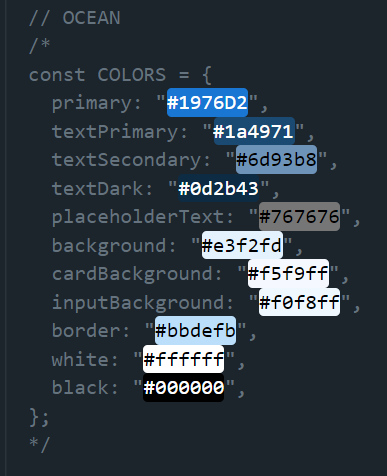 // OCEAN
/*
const COLORS = {
primary: "#1976D2",
textPrimary: "#1a4971",
textSecondary: "#6d93b8",
textDark: "#0d2b43",
placeholderText: "#767676",
background: "#e3f2fd",
cardBackground: "#f5f9ff",
inputBackground: "#f0f8ff",
border: "#bbdefb",
white: "#ffffff",
black: "#000000",
};
*/